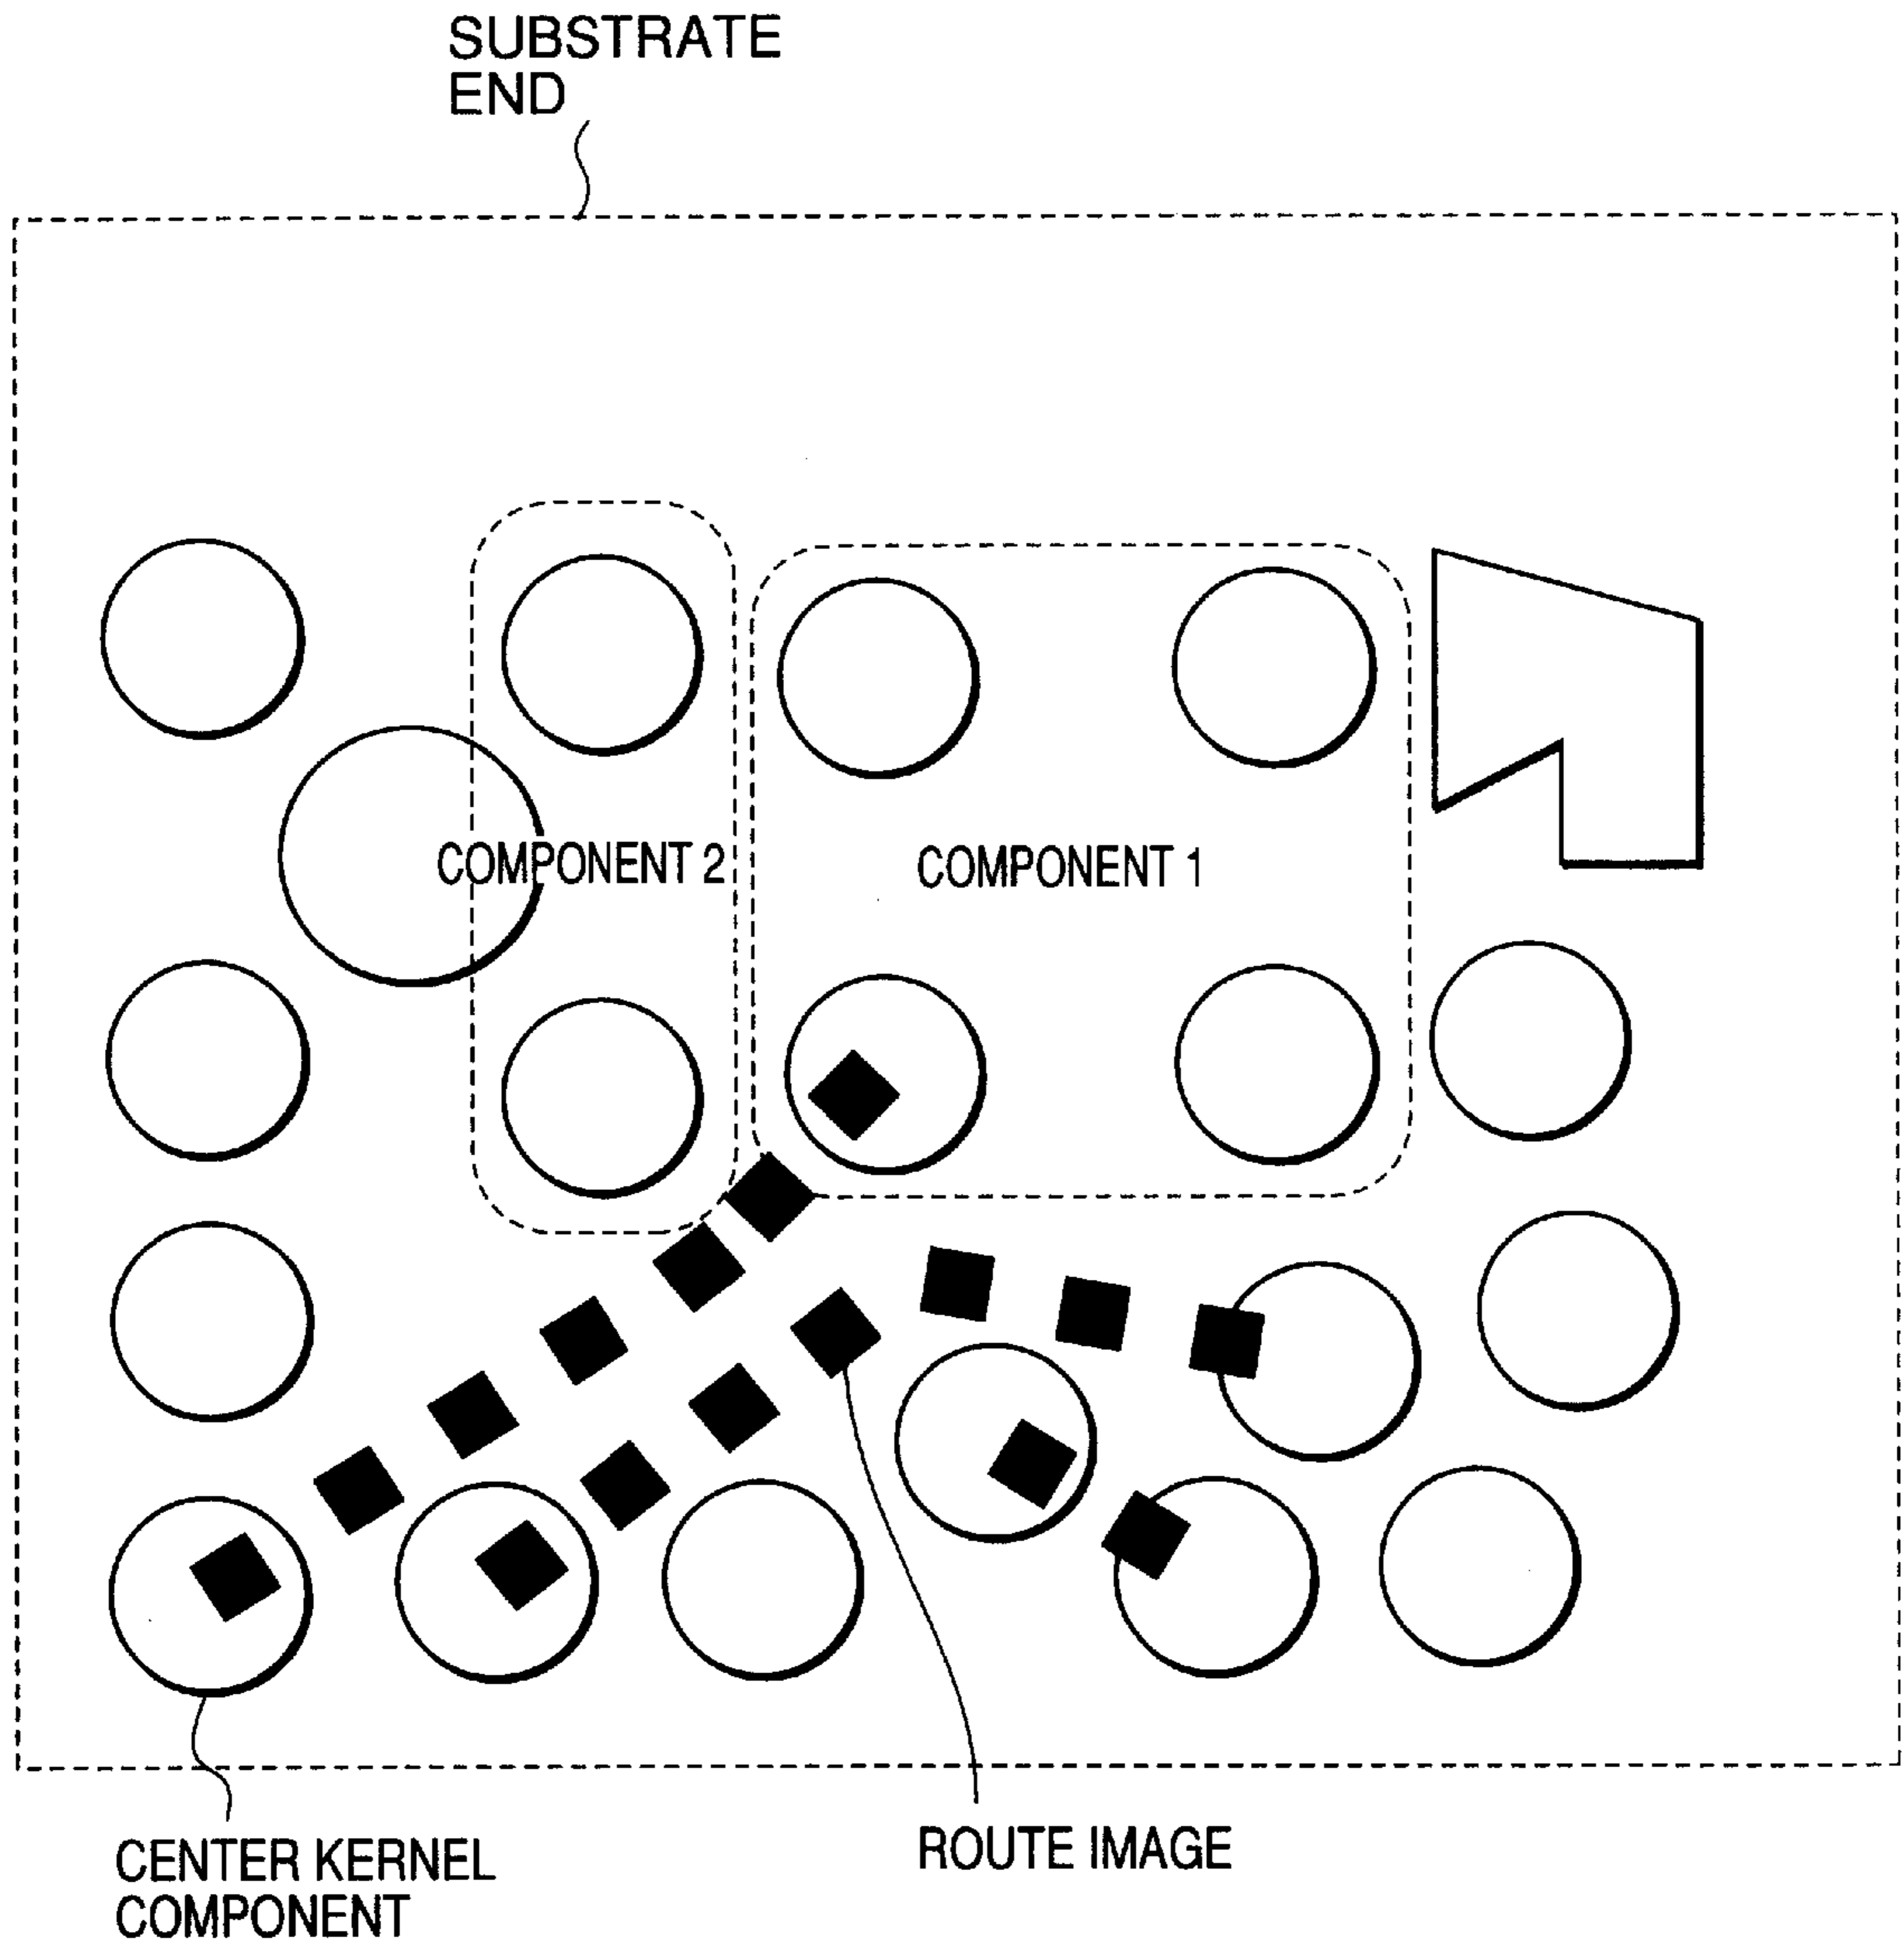 SUBSTRATE
END
COMPONENT 2
COMPONENT 1
CENTER KERNEL
COMPONENT
ROUTE IMAGE